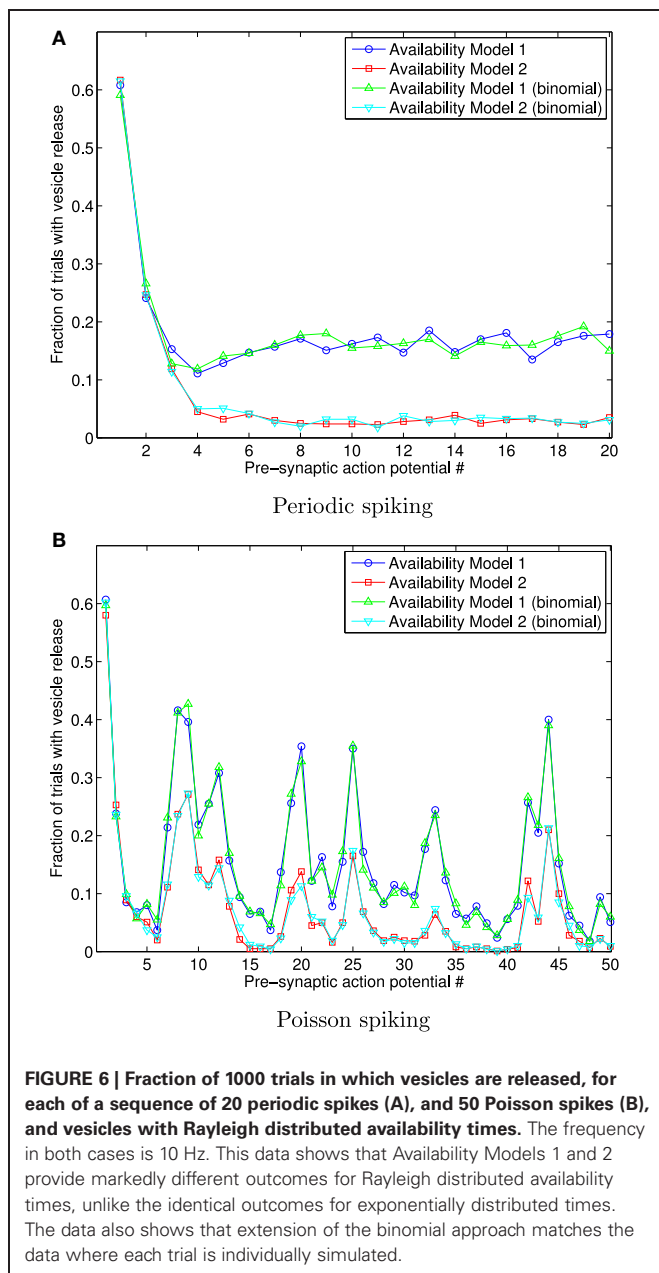 A
Availability Model 1
Availability Model 2
Availability Model 1 (binomial)
Availability Model 2 (binomial)
0.6
0.5
0.4
0.3
0.2
0.1
0
Fraction of trials with vesicle release
2 4 6 8 10 12 14 16 18 20
Pre−synaptic action potential #
Periodic spiking
B
Availability Model 1
Availability Model 2
Availability Model 1 (binomial)
Availability Model 2 (binomial)
0.6
0.5
0.4
0.3
0.2
0.1
0
Fraction of trials with vesicle release
5 10 15 20 25 30 35 40 45 50
Pre−synaptic action potential #
Poisson spiking
FIGURE 6 | Fraction of 1000 trials in which vesicles are released, for
each of a sequence of 20 periodic spikes (A), and 50 Poisson spikes (B),
and vesicles with Rayleigh distributed availability times. The frequency
in both cases is 10 Hz. This data shows that Availability Models 1 and 2
provide markedly different outcomes for Rayleigh distributed availability
times, unlike the identical outcomes for exponentially distributed times.
The data also shows that extension of the binomial approach matches the
data where each trial is individually simulated.